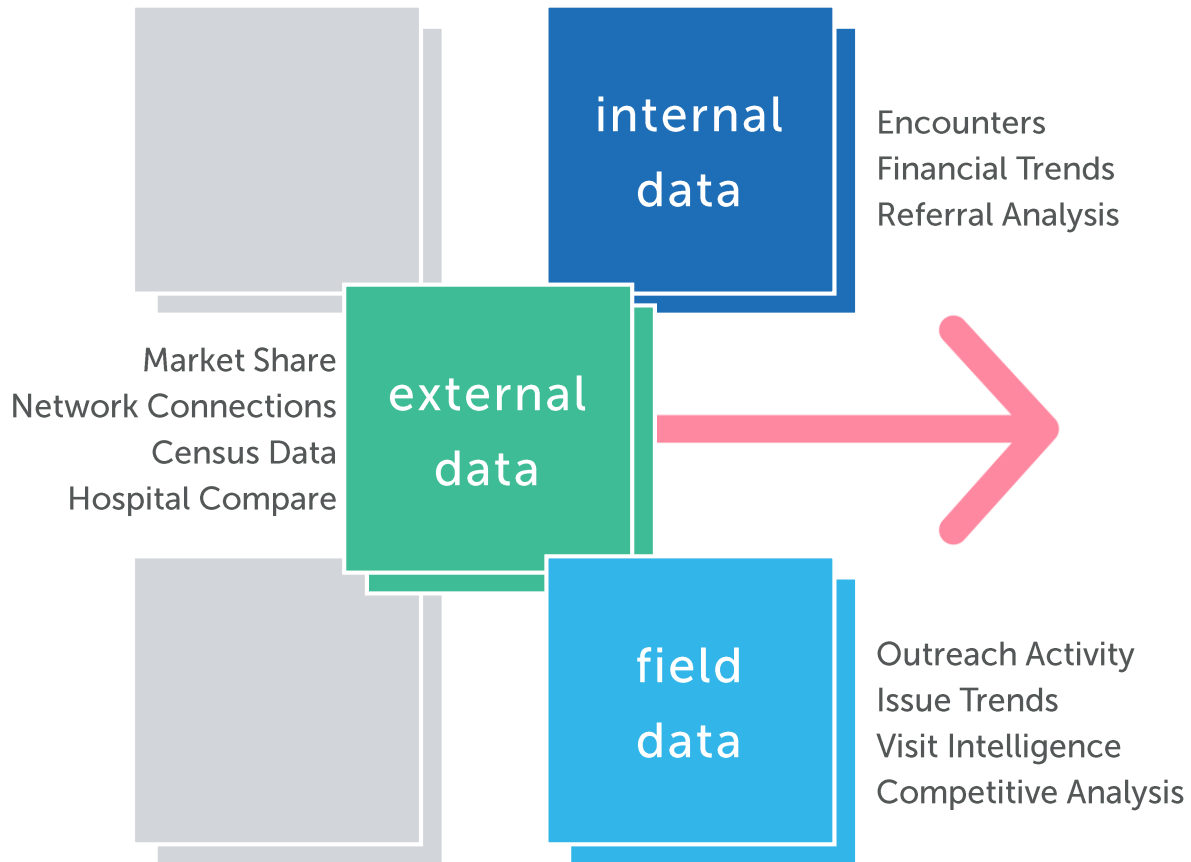 internal
data
Encounters
Financial Trends
Referral Analysis
Market Share
Network Connections
Census Data
Hospital Compare
external
data
field
data
Outreach Activity
Issue Trends
Visit Intelligence
Competitive Analysis